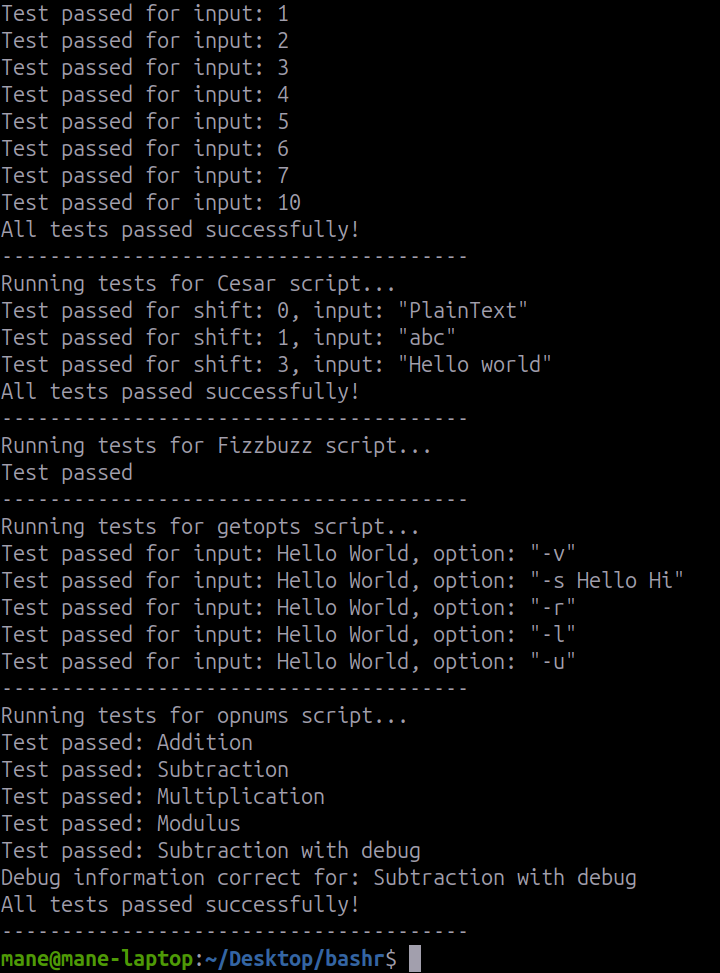 Test passed for input: 1
Test passed for input: 2
Test passed for input: 3
Test passed for input: 4
Test passed for input: 5
Test passed for input: 6
Test passed for input: 7
Test passed for input: 10
All tests passed successfully!
---------------------------------------
Running tests for Cesar script...
Test passed for shift: 0, input: "PlainText"
Test passed for shift: 1, input: "abc"
Test passed for shift: 3, input: "Hello world"
All tests passed successfully!
---------------------------------------
Running tests for Fizzbuzz script...
Test passed
---------------------------------------
Running tests for getopts script...
Test passed for input: Hello World, option: "-v"
Test passed for input: Hello World, option: "-s Hello Hi"
Test passed for input: Hello World, option: "-r"
Test passed for input: Hello World, option: "-l"
Test passed for input: Hello World, option: "-u"
---------------------------------------
Running tests for opnums script...
Test passed: Addition
Test passed: Subtraction
Test passed: Multiplication
Test passed: Modulus
Test passed: Subtraction with debug
Debug information correct for: Subtraction with debug
All tests passed successfully!
---------------------------------------
mane@mane-laptop:~/Desktop/bashr$